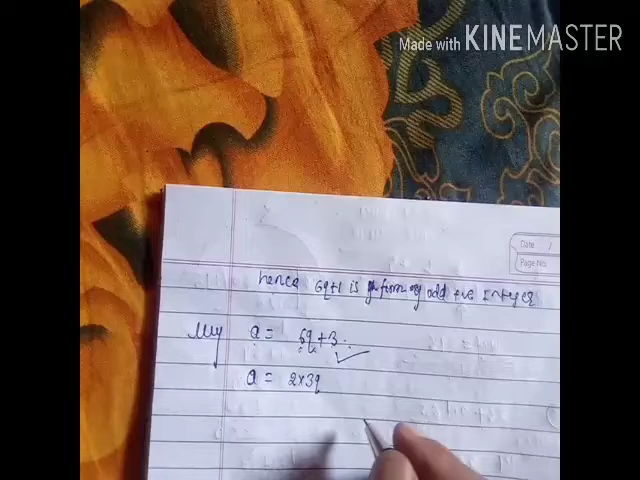 Made with KINEMASTER
Date /
Page No.
hence 6q+1 is form of odd +ve Integer
llly a = 6q+3
a = 2×3q